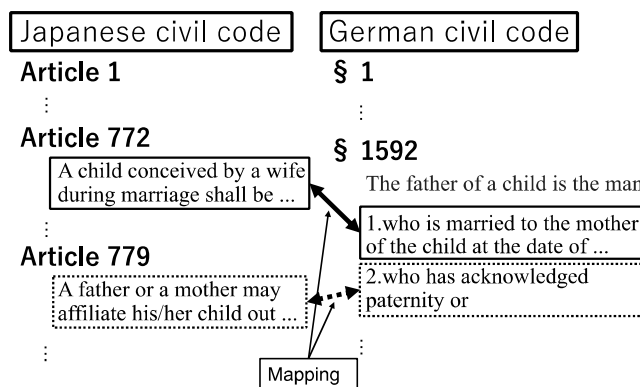 Japanese civil code
Article 1
Article 772
A child conceived by a wife
during marriage shall be ...
Article 779
A father or a mother may
affiliate his/her child out ...
German civil code
§ 1
§ 1592
The father of a child is the man
1.who is married to the mother
of the child at the date of ...
2.who has acknowledged
paternity or
Mapping